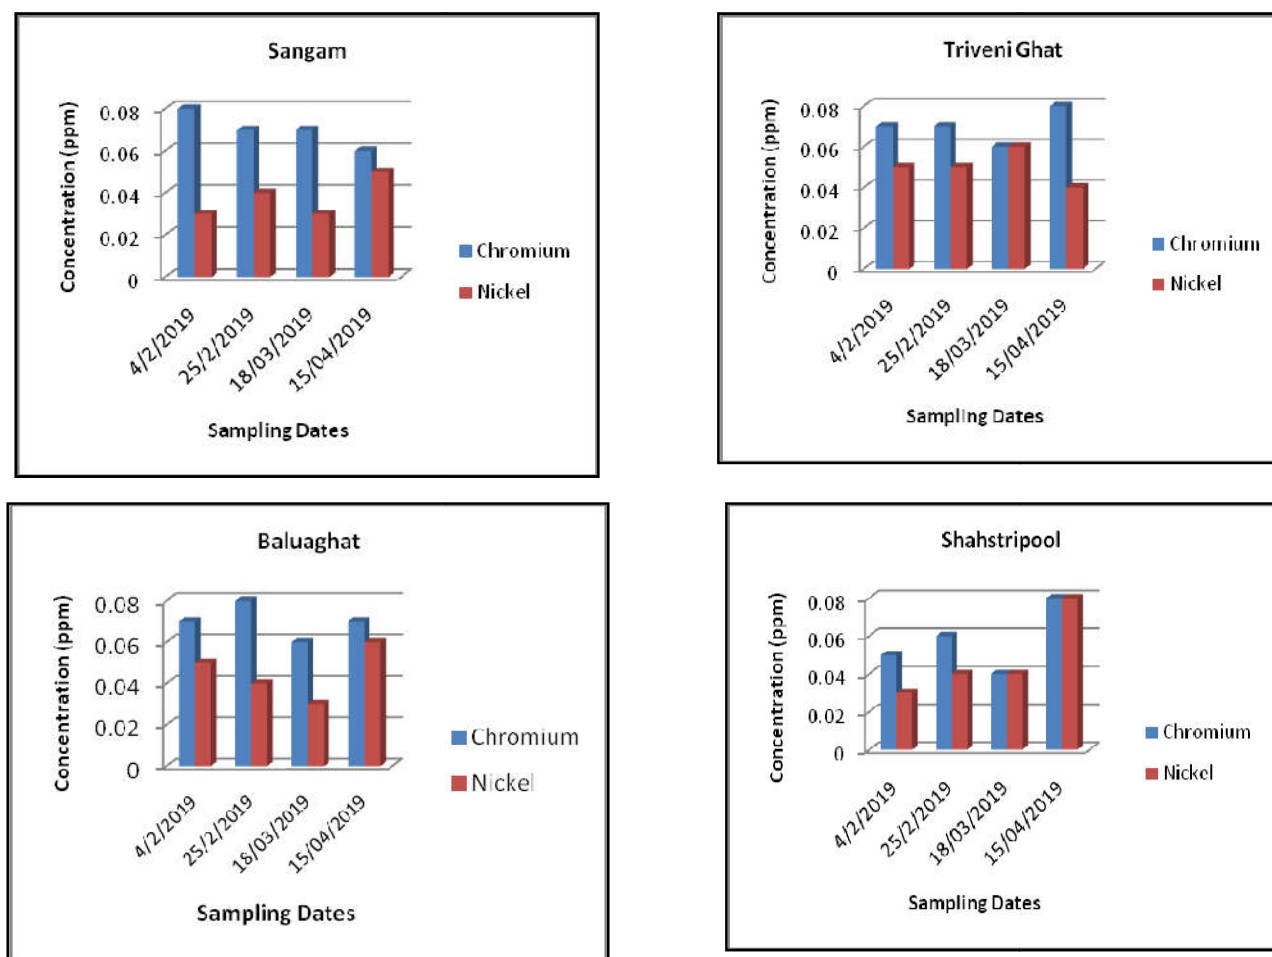 Sangam
Concentration (ppm)
0.08
0.06
0.04
0.02
0
4/2/2019
25/2/2019
18/03/2019
15/04/2019
Sampling Dates
Chromium
Nickel
Triveni Ghat
Concentration (ppm)
0.08
0.06
0.04
0.02
0
4/2/2019
25/2/2019
18/03/2019
15/04/2019
Sampling Dates
Chromium
Nickel
Baluaghat
Concentration (ppm)
0.08
0.06
0.04
0.02
0
4/2/2019
25/2/2019
18/03/2019
15/04/2019
Sampling Dates
Chromium
Nickel
Shahstripool
Concentration (ppm)
0.08
0.06
0.04
0.02
0
4/2/2019
25/2/2019
18/03/2019
15/04/2019
Sampling Dates
Chromium
Nickel